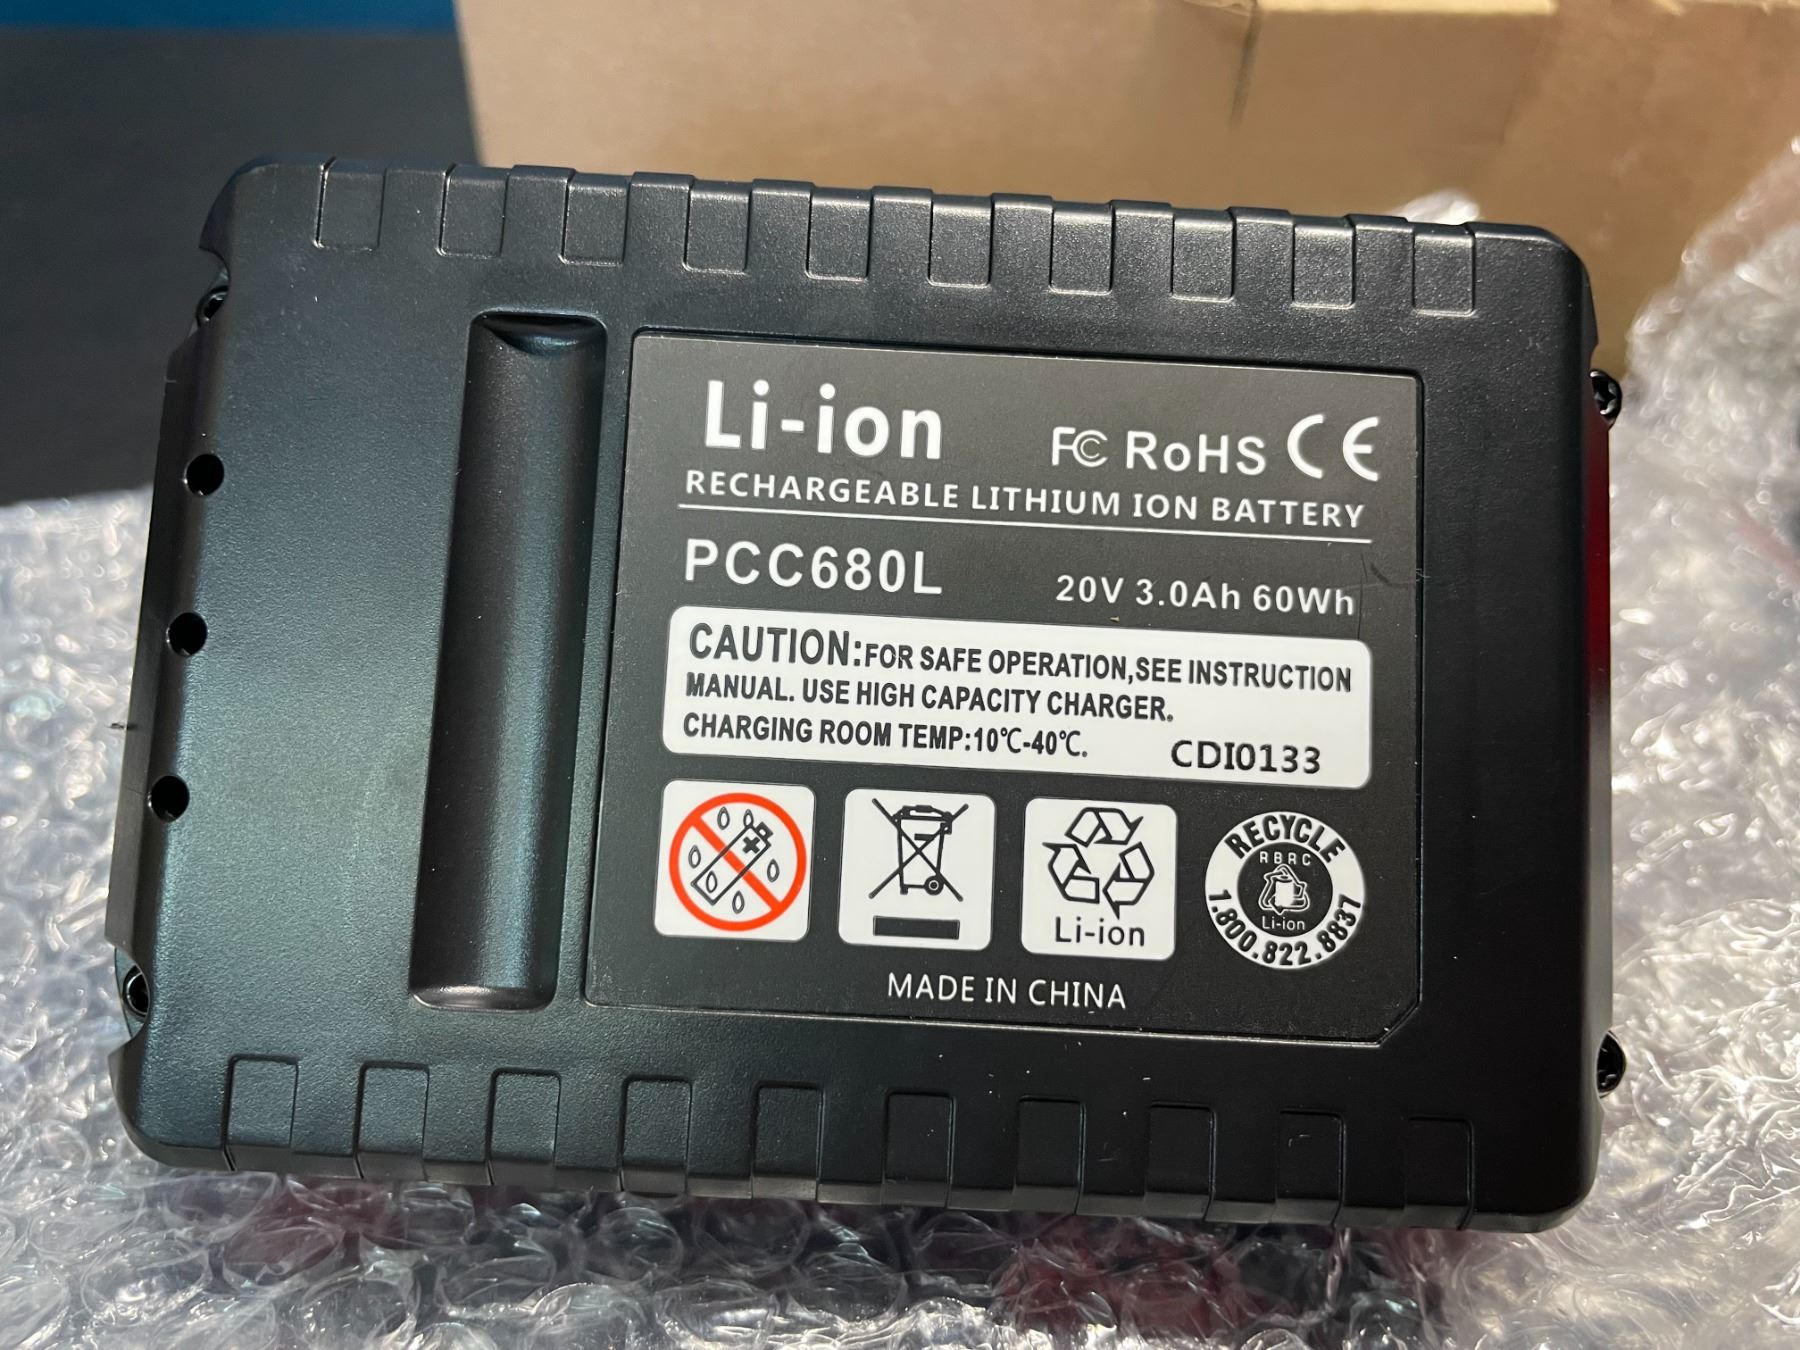 Li-ion
FC RoHS CE
RECHARGEABLE LITHIUM ION BATTERY
PCC680L
20V 3.0Ah 60Wh
CAUTION:FOR SAFE OPERATION,SEE INSTRUCTION
MANUAL. USE HIGH CAPACITY CHARGER.
CHARGING ROOM TEMP:10℃-40℃.
CDI0133
Li-ion
RECYCLE
RBRC
Li-ion
1.800.822.8837
MADE IN CHINA